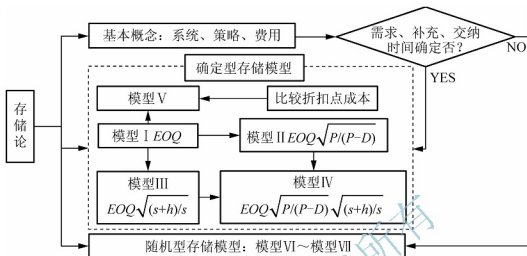 基本概念：系统、策略、费用
需求、补充、交纳
时间确定否？
NO
YES
确定型存储模型
模型Ⅴ
比较折扣点成本
存储论
模型Ⅰ EOQ
模型Ⅱ EOQ√P/(P-D)
模型Ⅲ
EOQ√(s+h)/s
模型Ⅳ
EOQ√P/(P-D) √(s+h)/s
随机型存储模型：模型Ⅵ～模型Ⅶ
所有